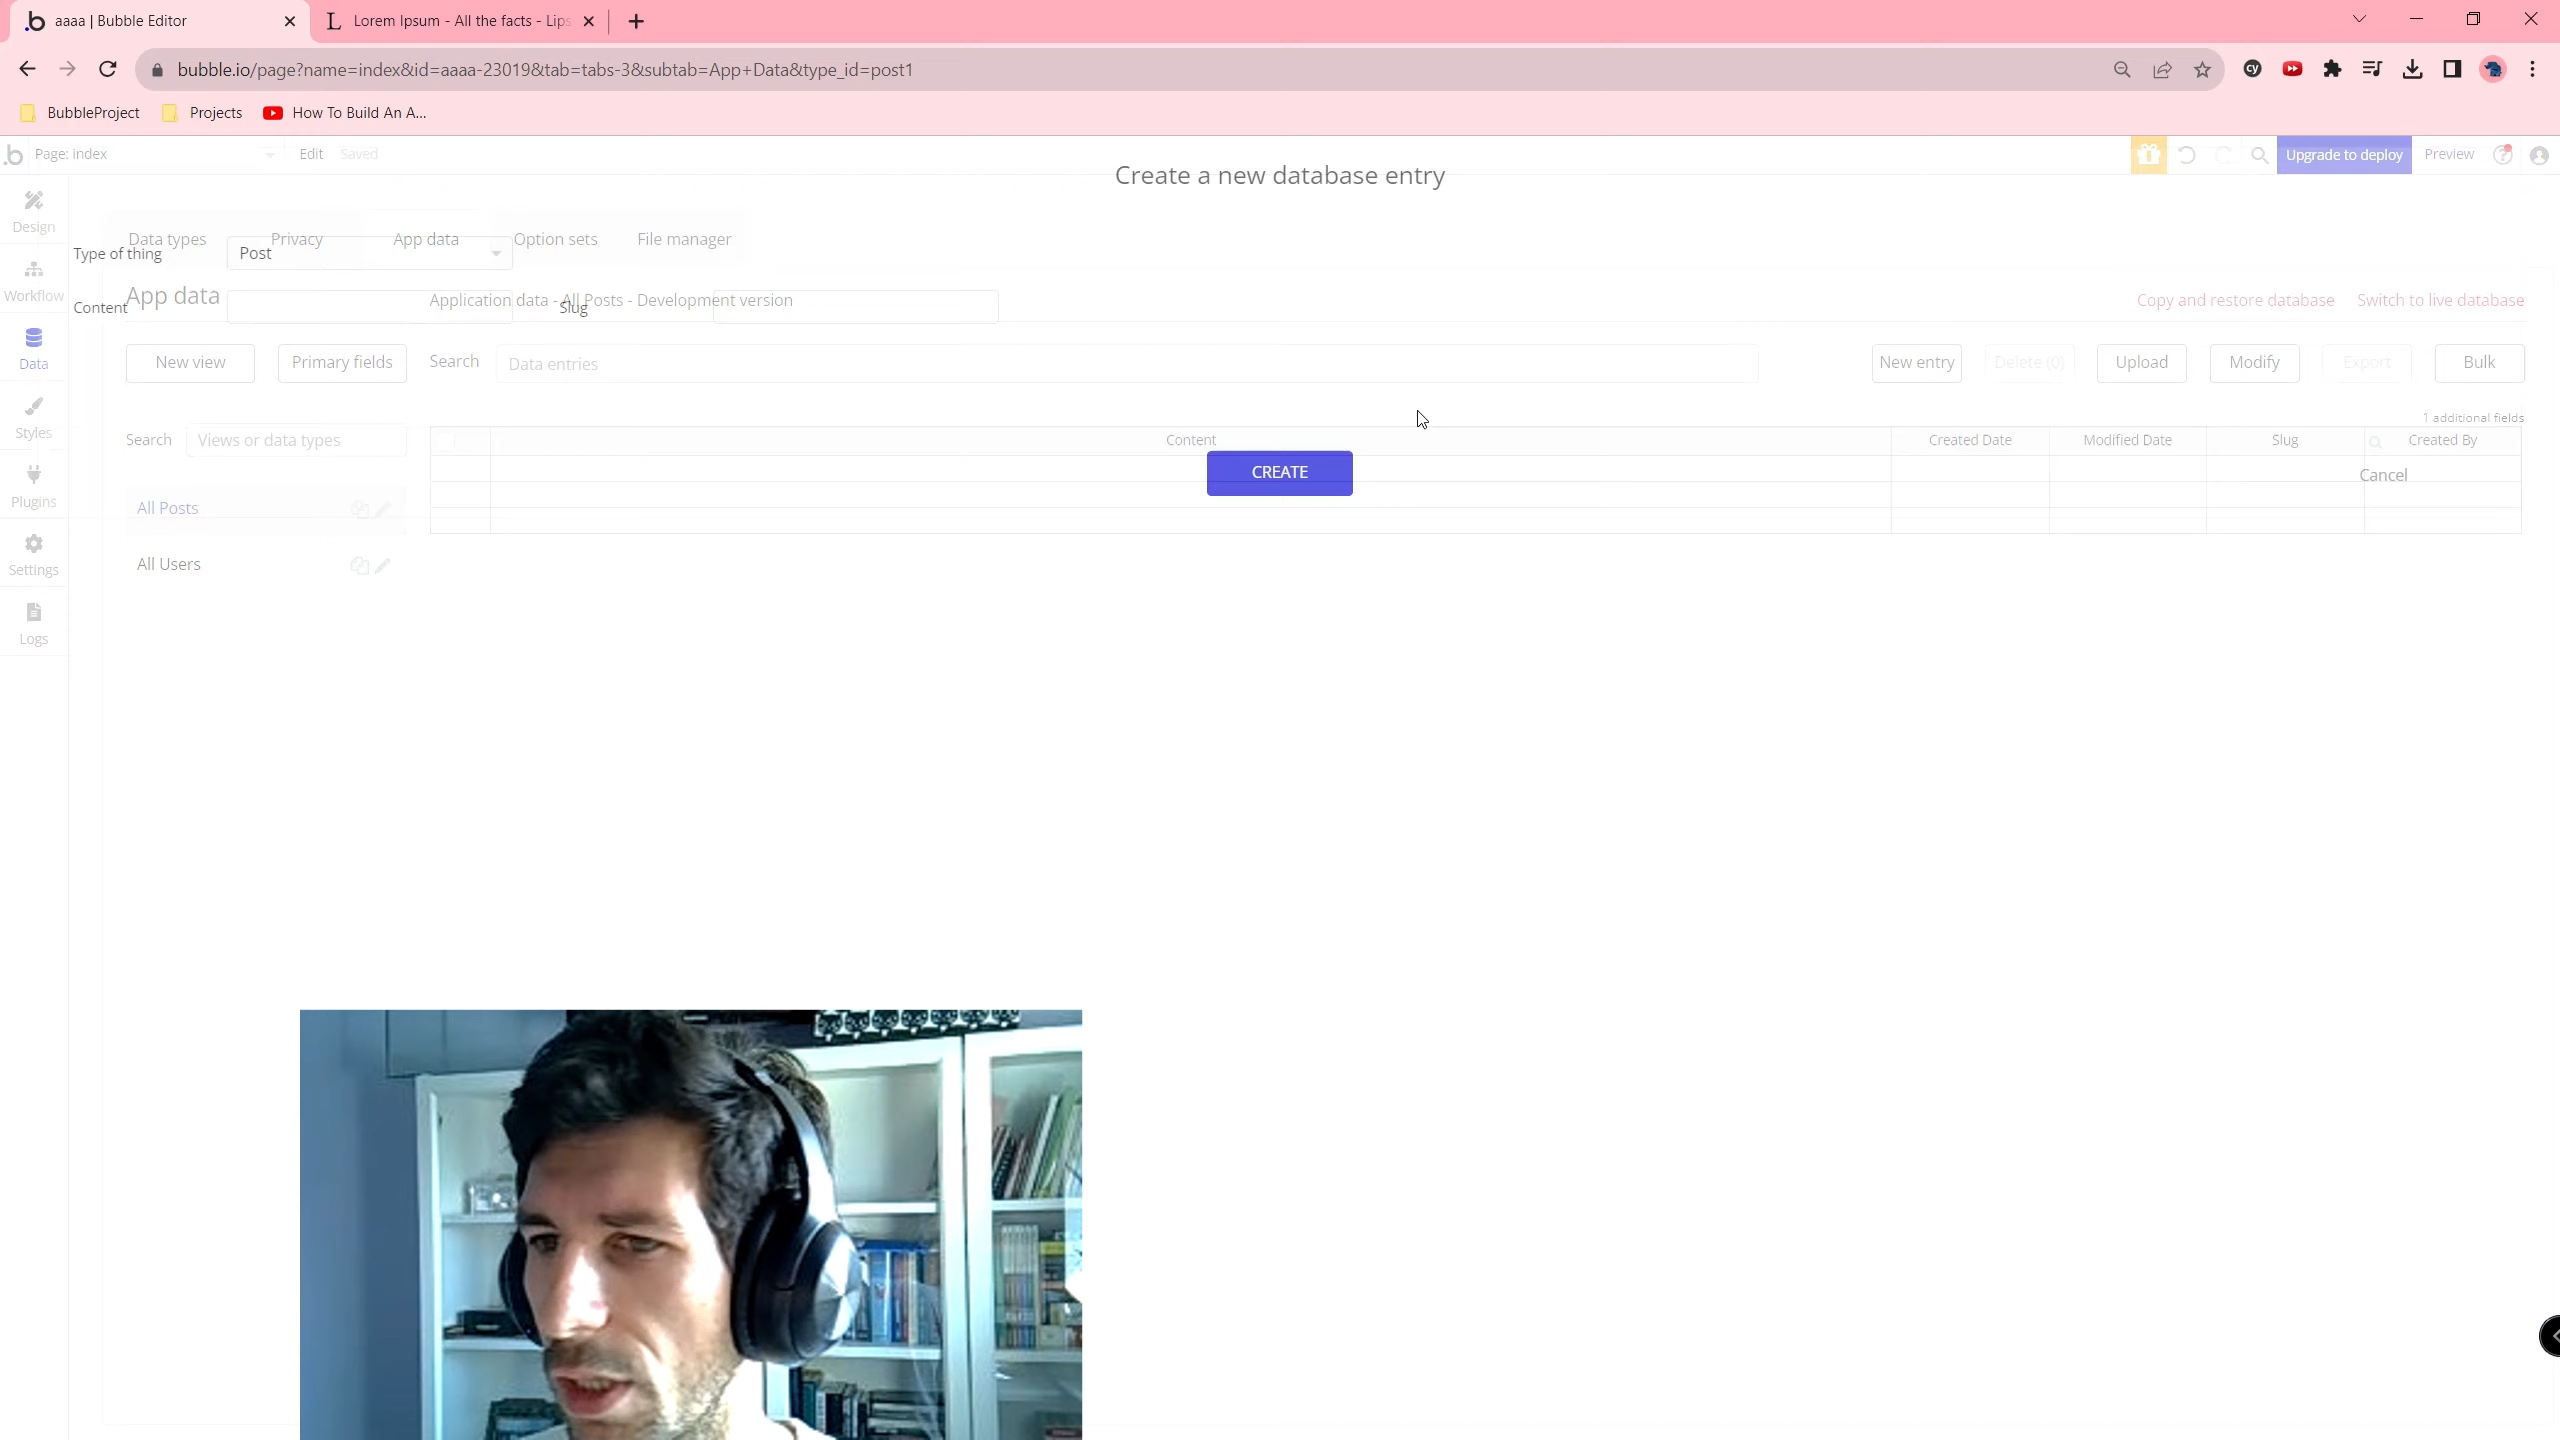 aaaa | Bubble Editor
Lorem Ipsum - All the facts - Lips
bubble.io/page?name=index&id=aaaa-23019&tab=tabs-3&subtab=App+Data&type_id=post1
BubbleProject
Projects
How To Build An A...
Page: index
Edit
Saved
Create a new database entry
Upgrade to deploy
Preview
Design
Data types
Privacy
App data
Option sets
File manager
Type of thing
Post
Workflow
App data
Application data - All Posts - Development version
Copy and restore database
Switch to live database
Content
Slug
Data
New view
Primary fields
Search
Data entries
New entry
Delete (0)
Upload
Modify
Export
Bulk
1 additional fields
Styles
Search
Views or data types
Content
Created Date
Modified Date
Slug
Created By
CREATE
Cancel
Plugins
All Posts
Settings
All Users
Logs